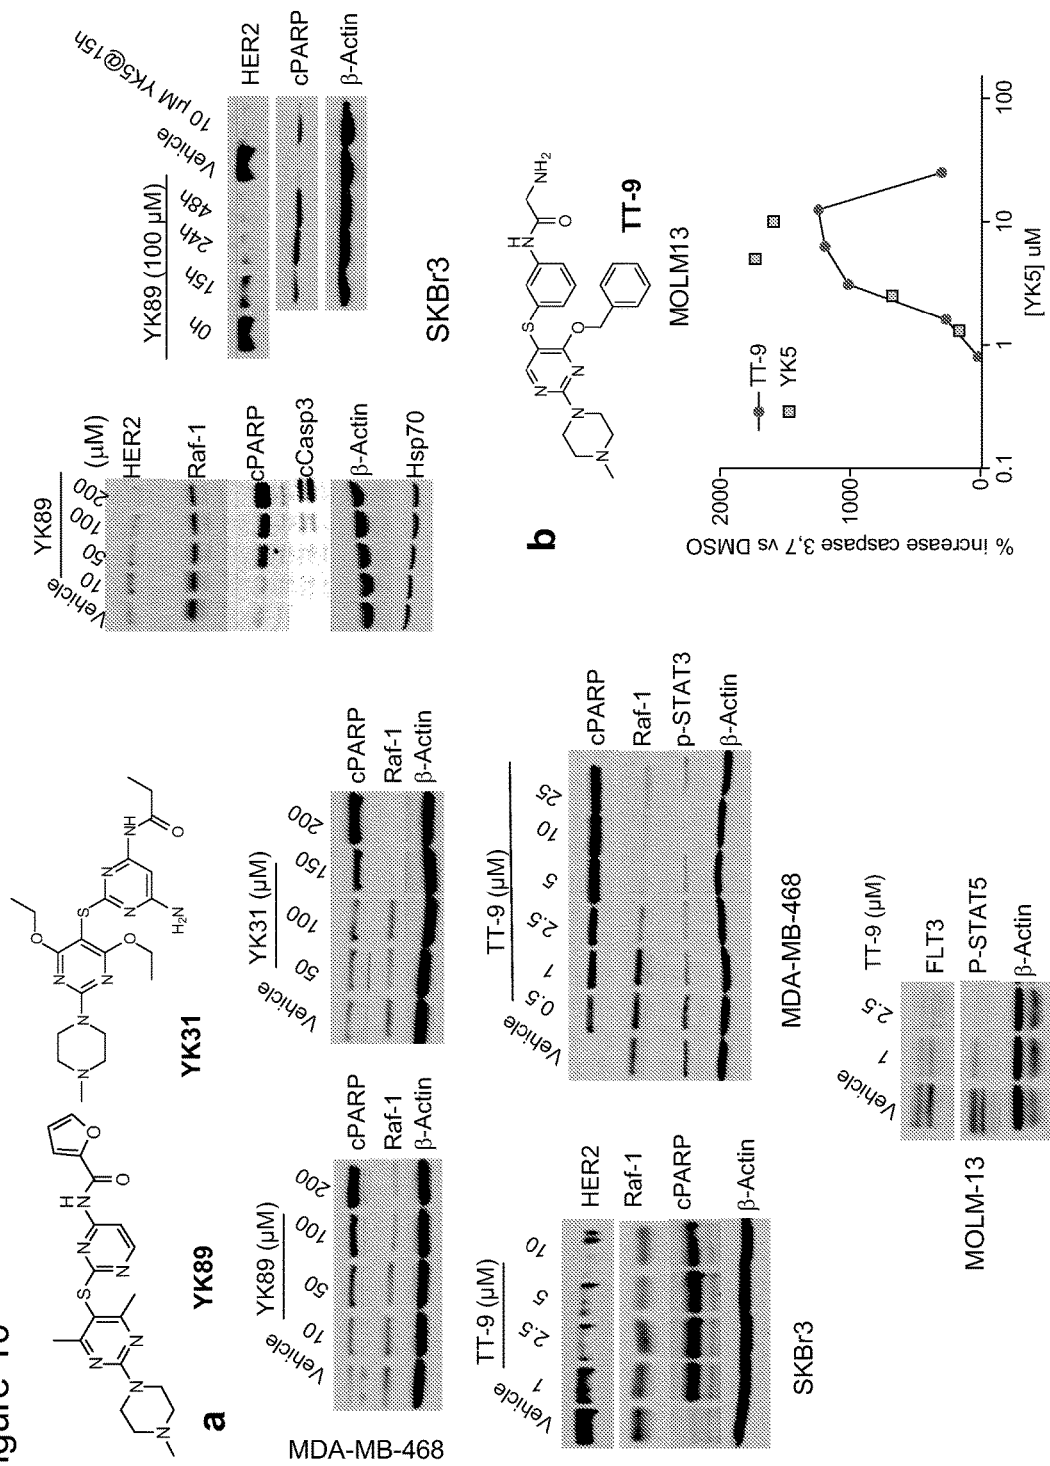 igure 10
a
YK89
YK31
N
N
N
N
S
N
N
N
H
O
O
N
N
N
N
O
O
S
N
N
H₂N
NH
O
MDA-MB-468
YK89 (µM)
Vehicle 10 50 100 200
cPARP
Raf-1
β-Actin
YK31 (µM)
Vehicle 50 100 150 200
cPARP
Raf-1
β-Actin
YK89
Vehicle 10 50 100 200 (µM)
HER2
Raf-1
cPARP
cCasp3
β-Actin
Hsp70
YK89 (100 µM)
0h 15h 24h 48h Vehicle 10 µM YK5@15h
HER2
cPARP
β-Actin
SKBr3
TT-9 (µM)
Vehicle 1 2.5 5 10
HER2
Raf-1
cPARP
β-Actin
SKBr3
TT-9 (µM)
Vehicle 0.5 1 2.5 5 10 25
cPARP
Raf-1
p-STAT3
β-Actin
MDA-MB-468
Vehicle 1 2.5 TT-9 (µM)
FLT3
P-STAT5
β-Actin
MOLM-13
b
N
N
N
N
S
O
H
N
O
NH₂
TT-9
MOLM13
% increase caspase 3,7 vs DMSO
2000
1000
0
TT-9
YK5
0.1 1 10 100
[YK5] uM